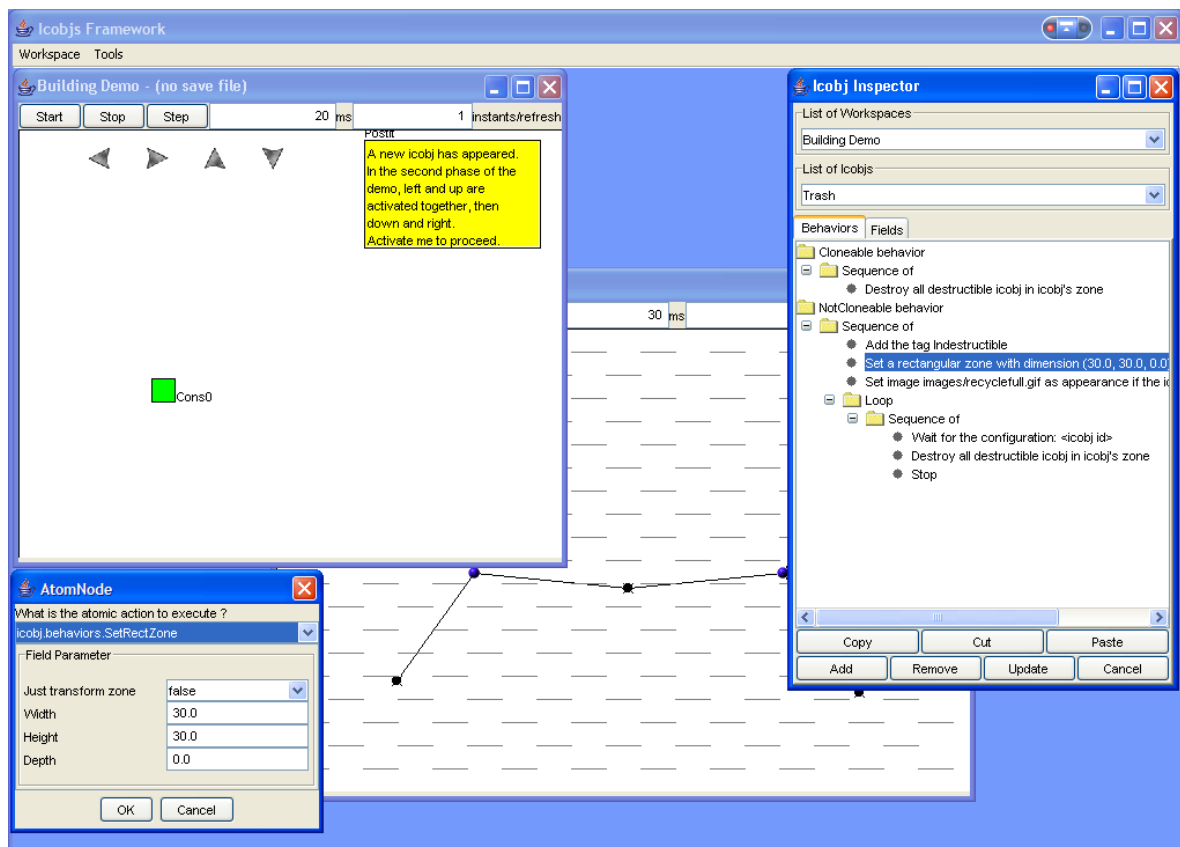 Icobjs Framework
Workspace Tools
Building Demo - (no save file)
Start Stop Step 20 ms 1 instants/refresh
Postit
A new icobj has appeared.
In the second phase of the
demo, left and up are
activated together, then
down and right.
Activate me to proceed.
Cons0
30 ms
AtomNode
What is the atomic action to execute ?
icobj.behaviors.SetRectZone
Field Parameter
Just transform zone false
Width 30.0
Height 30.0
Depth 0.0
OK Cancel
Icobj Inspector
List of Workspaces
Building Demo
List of Icobjs
Trash
Behaviors Fields
Cloneable behavior
Sequence of
Destroy all destructible icobj in icobj's zone
NotCloneable behavior
Sequence of
Add the tag Indestructible
Set a rectangular zone with dimension (30.0, 30.0, 0.0)
Set image images/recyclefull.gif as appearance if the ic
Loop
Sequence of
Wait for the configuration: <icobj id>
Destroy all destructible icobj in icobj's zone
Stop
Copy Cut Paste
Add Remove Update Cancel